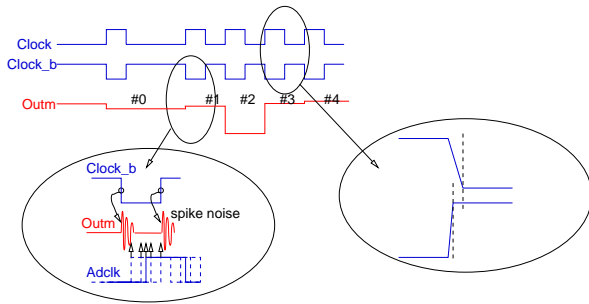 Clock
Clock_b
Outm #0 #1 #2 #3 #4
Clock_b
Outm spike noise
Adclk